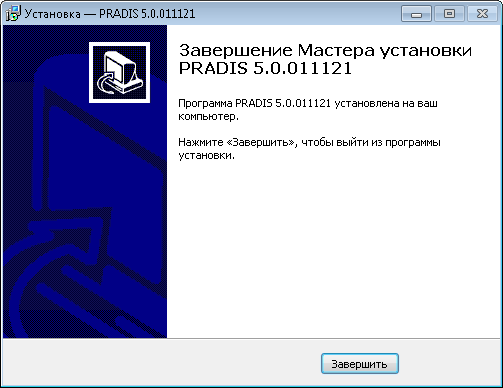 Установка — PRADIS 5.0.011121
Завершение Мастера установки
PRADIS 5.0.011121
Программа PRADIS 5.0.011121 установлена на ваш
компьютер.
Нажмите «Завершить», чтобы выйти из программы
установки.
Завершить